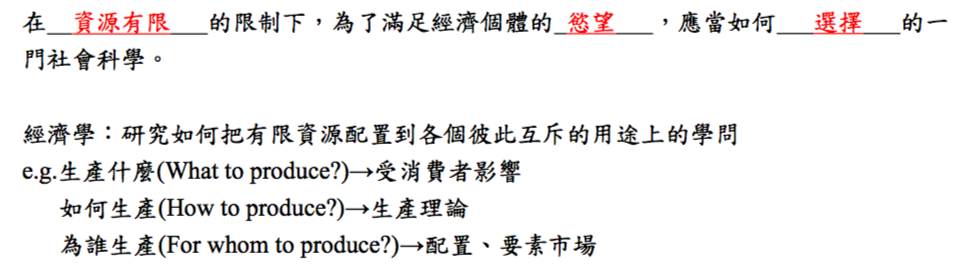 在__資源有限___的限制下，為了滿足經濟個體的_慾望___，應當如何___選擇___的一
門社會科學。
經濟學：研究如何把有限資源配置到各個彼此互斥的用途上的學問
e.g.生產什麼(What to produce?)→受消費者影響
如何生產(How to produce?)→生產理論
為誰生產(For whom to produce?)→配置、要素市場